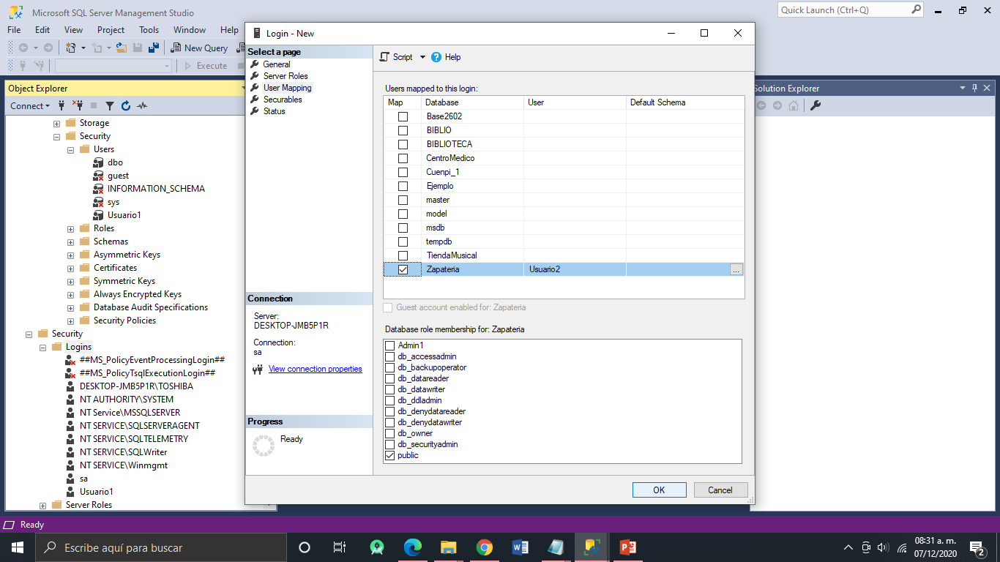 Microsoft SQL Server Management Studio
Quick Launch (Ctrl+Q)
File Edit View Project Tools Window Help
New Query
Execute
Object Explorer
Connect
Storage
Security
Users
dbo
guest
INFORMATION_SCHEMA
sys
Usuario1
Roles
Schemas
Asymmetric Keys
Certificates
Symmetric Keys
Always Encrypted Keys
Database Audit Specifications
Security Policies
Security
Logins
##MS_PolicyEventProcessingLogin##
##MS_PolicyTsqlExecutionLogin##
DESKTOP-JMB5P1R\TOSHIBA
NT AUTHORITY\SYSTEM
NT Service\MSSQLSERVER
NT SERVICE\SQLSERVERAGENT
NT SERVICE\SQLTELEMETRY
NT SERVICE\SQLWriter
NT SERVICE\Winmgmt
sa
Usuario1
Server Roles
Login - New
Select a page
General
Server Roles
User Mapping
Securables
Status
Connection
Server:
DESKTOP-JMB5P1R
Connection:
sa
View connection properties
Progress
Ready
Script Help
Users mapped to this login:
Map Database User Default Schema
Base2602
BIBLIO
BIBLIOTECA
CentroMedico
Cuenpi_1
Ejemplo
master
model
msdb
tempdb
TiendaMusical
Zapateria Usuario2 ...
Guest account enabled for: Zapateria
Database role membership for: Zapateria
Admin1
db_accessadmin
db_backupoperator
db_datareader
db_datawriter
db_ddladmin
db_denydatareader
db_denydatawriter
db_owner
db_securityadmin
public
OK Cancel
Solution Explorer
Ready
Escribe aquí para buscar
08:31 a. m.
07/12/2020
2